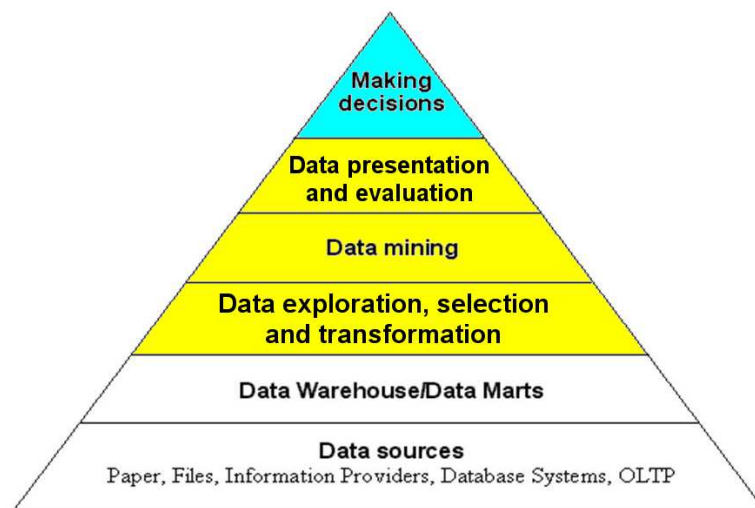 Making
decisions
Data presentation
and evaluation
Data mining
Data exploration, selection
and transformation
Data Warehouse/Data Marts
Data sources
Paper, Files, Information Providers, Database Systems, OLTP